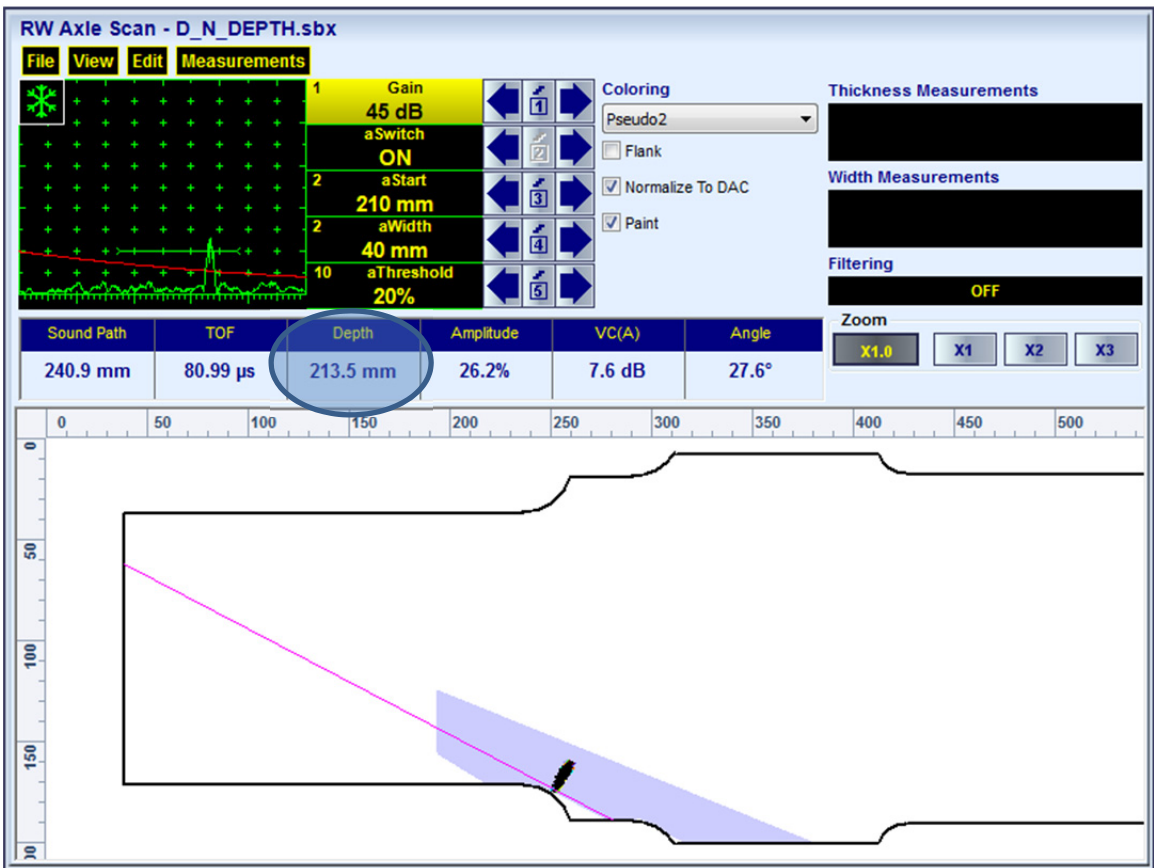 RW Axle Scan - D_N_DEPTH.sbx
File View Edit Measurements
1 Gain
45 dB
1
aSwitch
ON
2
2 aStart
210 mm
3
2 aWidth
40 mm
4
10 aThreshold
20%
5
Coloring
Pseudo2
Flank
Normalize To DAC
Paint
Thickness Measurements
Width Measurements
Filtering
OFF
Zoom
X1.0 X1 X2 X3
Sound Path TOF Depth Amplitude VC(A) Angle
240.9 mm 80.99 µs 213.5 mm 26.2% 7.6 dB 27.6°
0 50 100 150 200 250 300 350 400 450 500
0
50
100
150